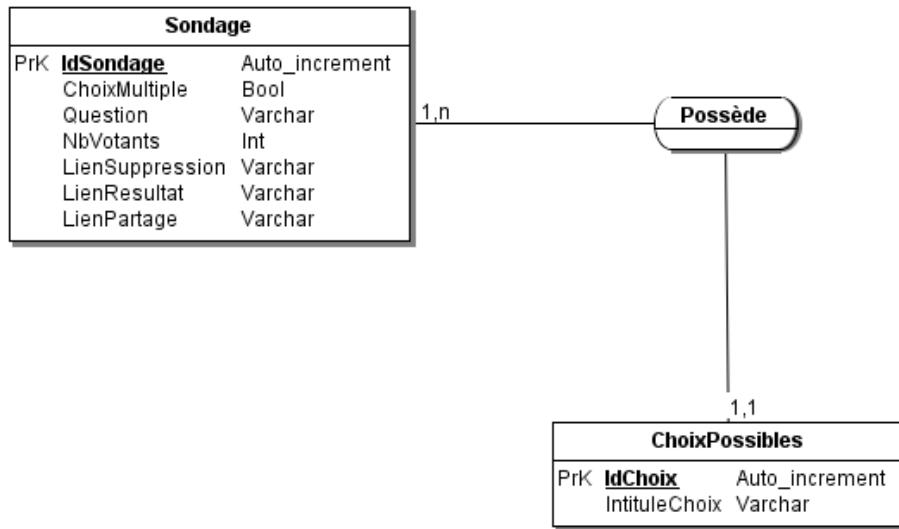 Sondage
PrK IdSondage Auto_increment
ChoixMultiple Bool
Question Varchar
NbVotants Int
LienSuppression Varchar
LienResultat Varchar
LienPartage Varchar
1,n
Possède
1,1
ChoixPossibles
PrK IdChoix Auto_increment
IntituleChoix Varchar